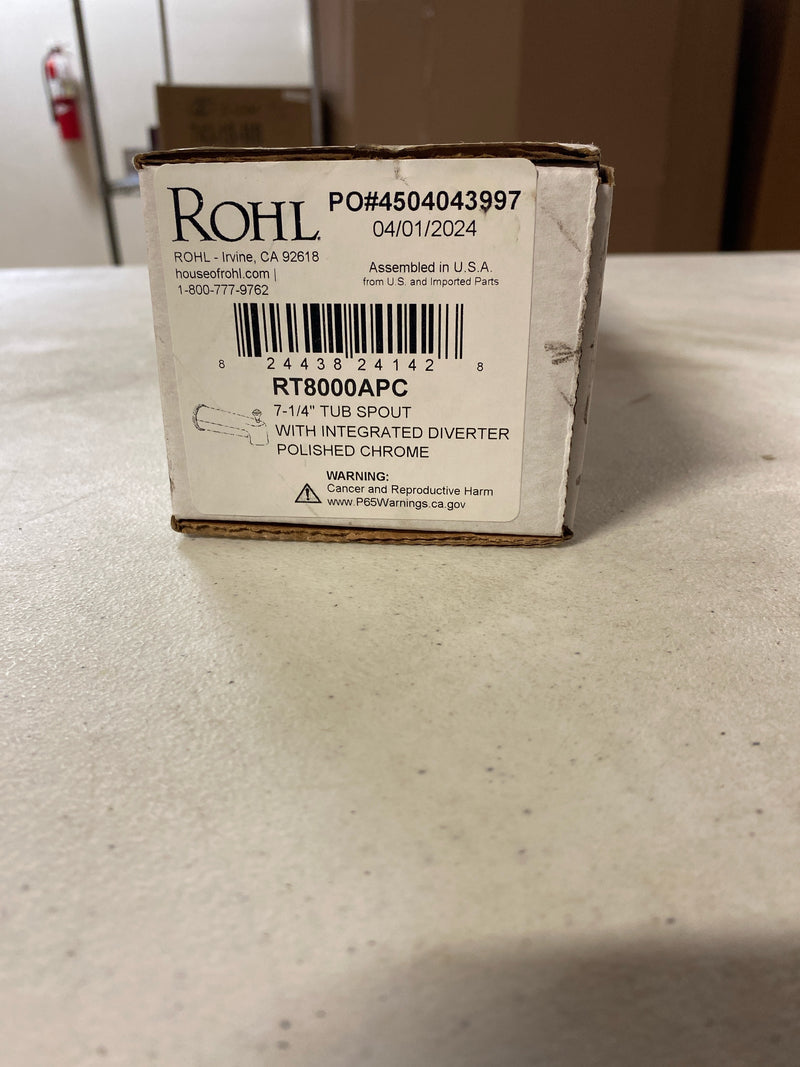 ROHL
PO#4504043997
04/01/2024
ROHL - Irvine, CA 92618
houseofrohl.com |
1-800-777-9762
Assembled in U.S.A.
from U.S. and Imported Parts
8 24438 24142 8
RT8000APC
7-1/4" TUB SPOUT
WITH INTEGRATED DIVERTER
POLISHED CHROME
WARNING:
Cancer and Reproductive Harm
www.P65Warnings.ca.gov